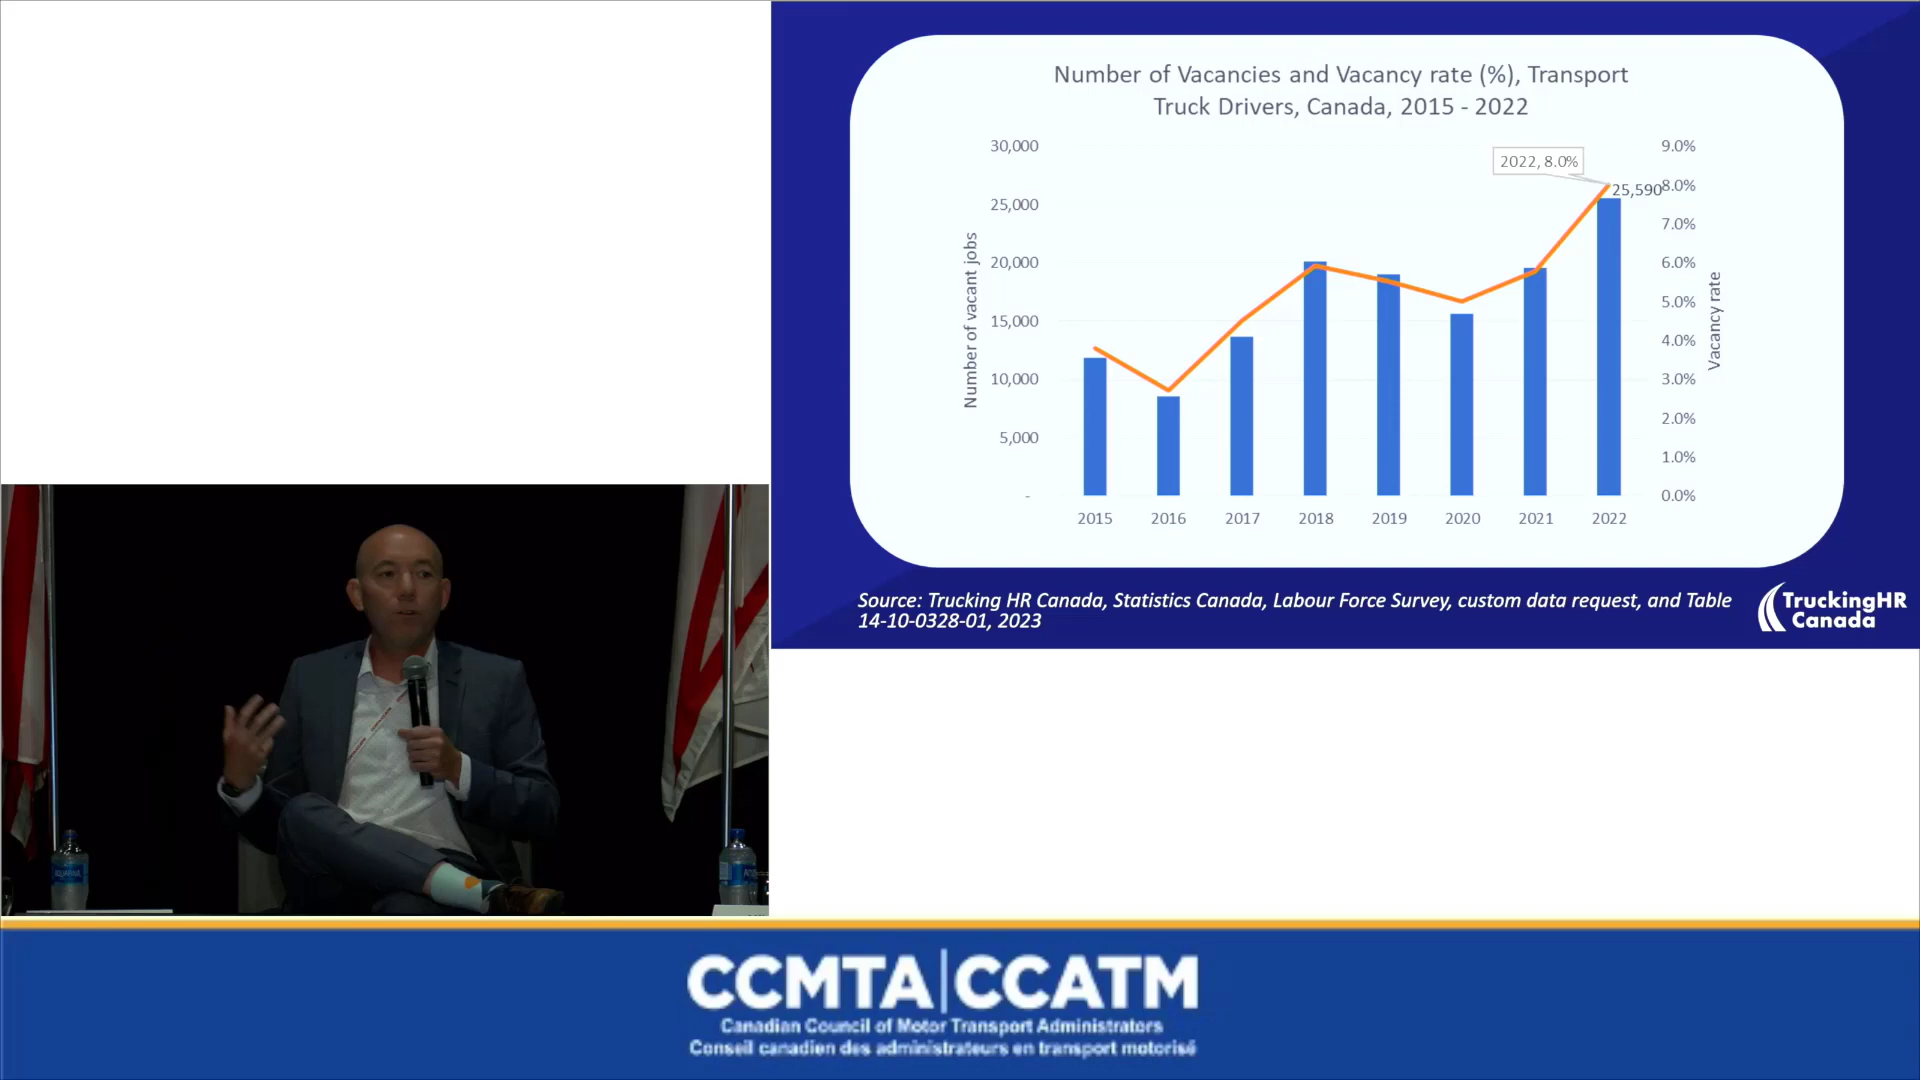 Number of Vacancies and Vacancy rate (%), Transport
Truck Drivers, Canada, 2015 - 2022
30,000
25,000
20,000
15,000
10,000
5,000
-
Number of vacant jobs
2022, 8.0%
25,590
9.0%
8.0%
7.0%
6.0%
5.0%
4.0%
3.0%
2.0%
1.0%
0.0%
Vacancy rate
2015 2016 2017 2018 2019 2020 2021 2022
Source: Trucking HR Canada, Statistics Canada, Labour Force Survey, custom data request, and Table
14-10-0328-01, 2023
TruckingHR
Canada
AQUAFINA
CCMTA|CCATM
Canadian Council of Motor Transport Administrators
Conseil canadien des administrateurs en transport motorisé